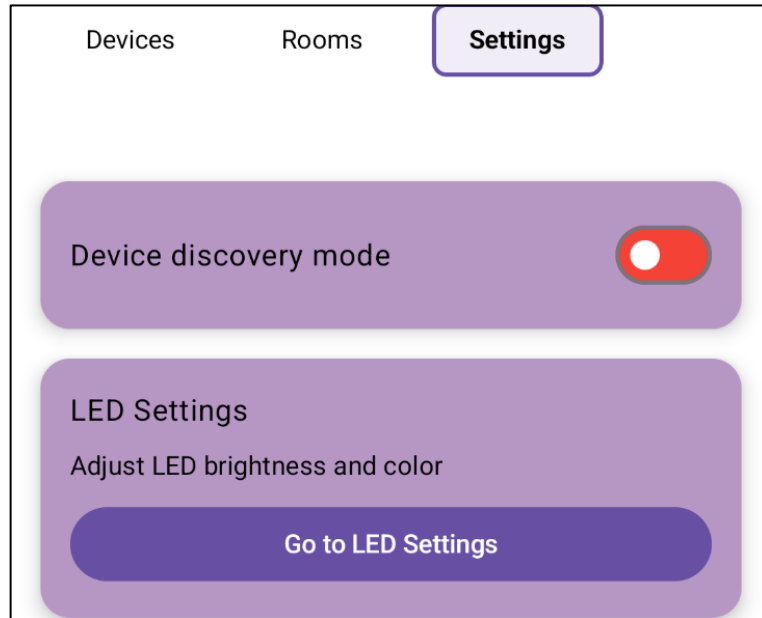 Devices Rooms Settings
Device discovery mode
LED Settings
Adjust LED brightness and color
Go to LED Settings